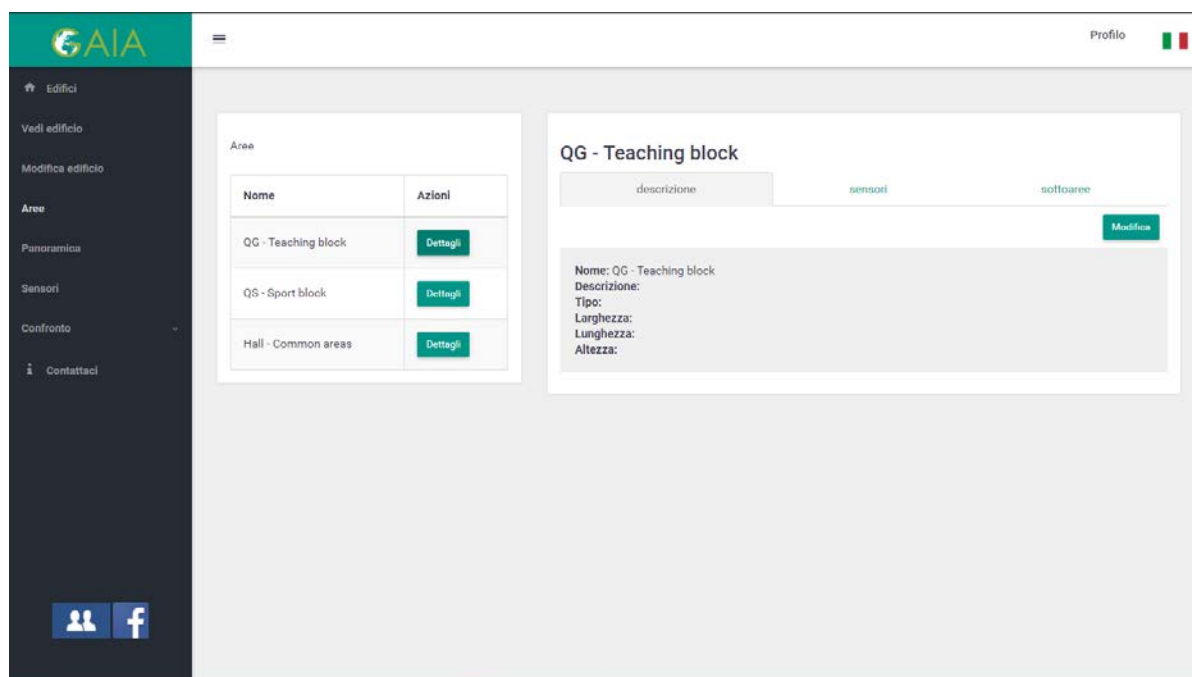 GAIA
Profilo
Edifici
Vedi edificio
Modifica edificio
Aree
Panoramica
Sensori
Confronto
Contattaci
Aree
Nome Azioni
QG - Teaching block Dettagli
QS - Sport block Dettagli
Hall - Common areas Dettagli
QG - Teaching block
descrizione sensori sottoaree
Modifica
Nome: QG - Teaching block
Descrizione:
Tipo:
Larghezza:
Lunghezza:
Altezza: